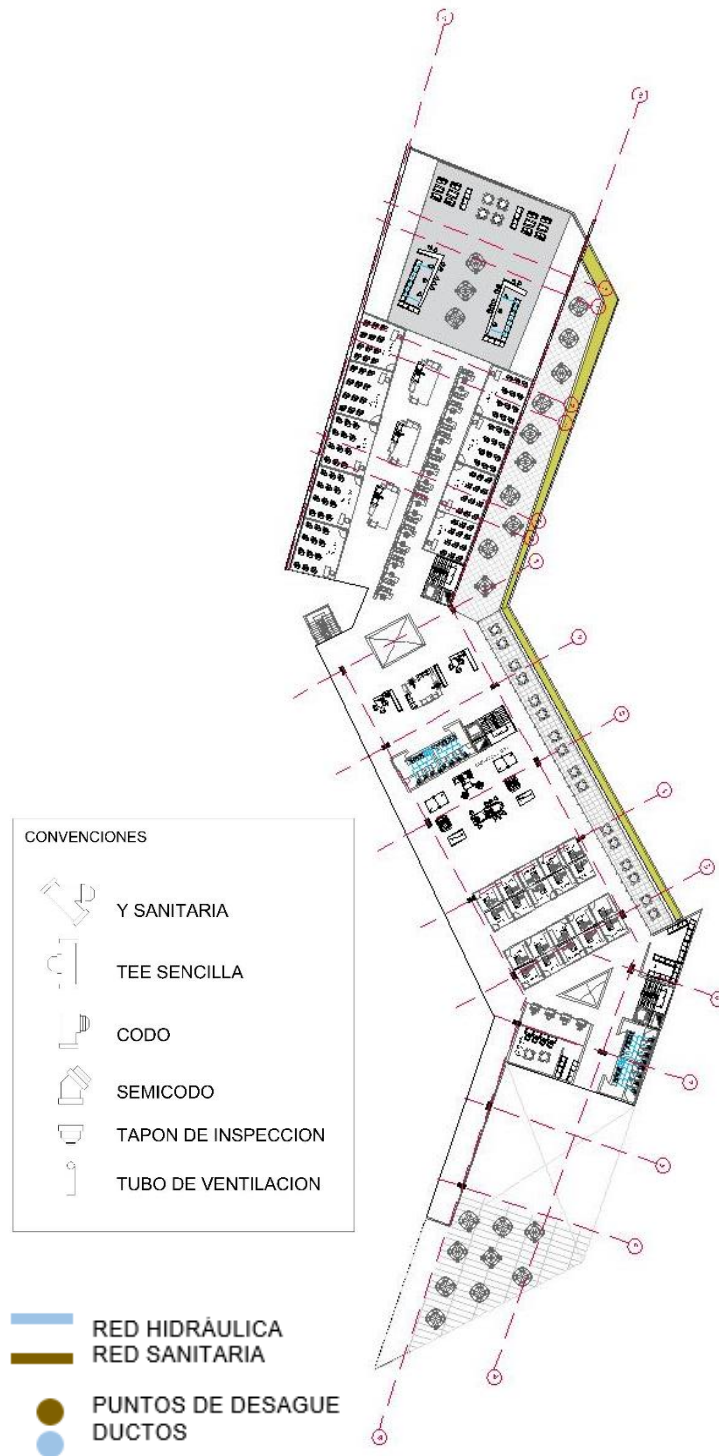 CONVENCIONES
Y SANITARIA
TEE SENCILLA
CODO
SEMICODO
TAPON DE INSPECCION
TUBO DE VENTILACION
RED HIDRÁULICA
RED SANITARIA
PUNTOS DE DESAGUE
DUCTOS